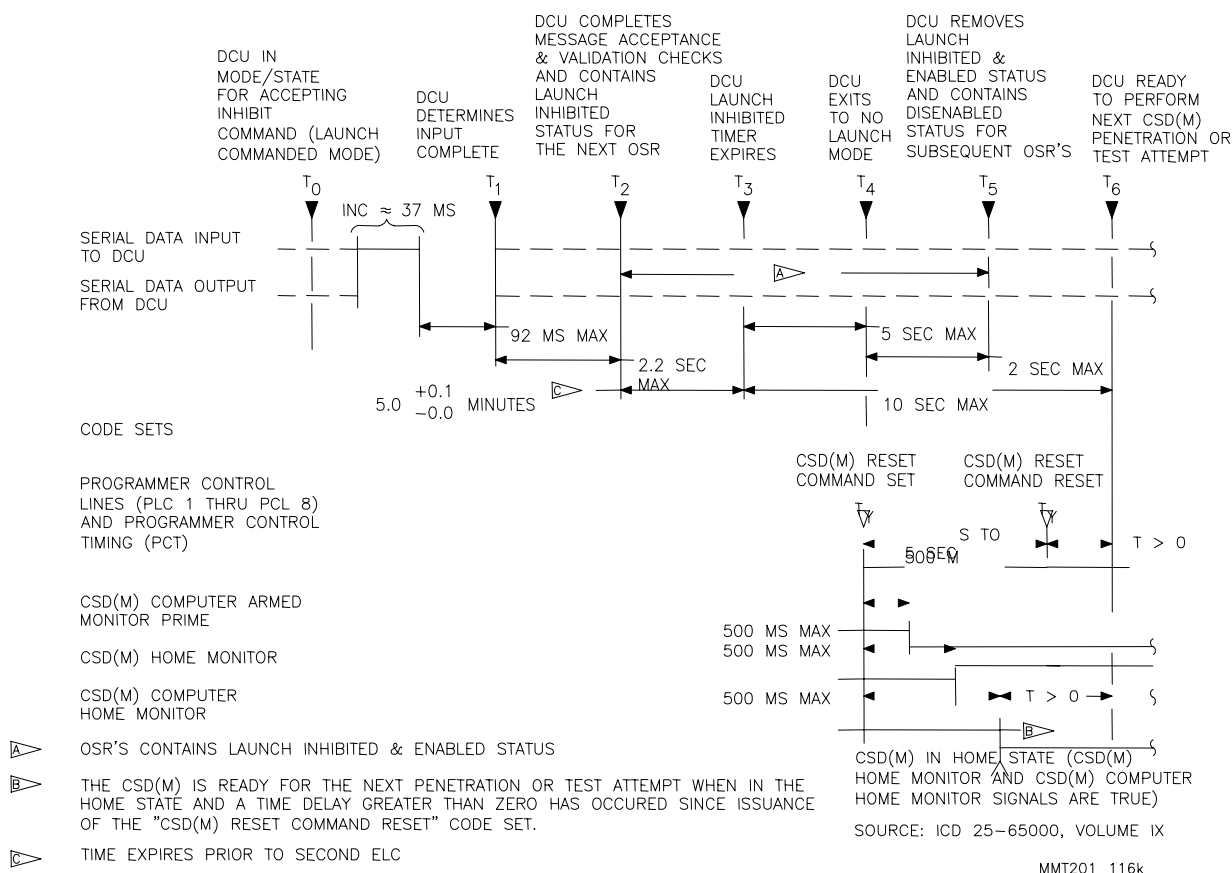 DCU IN
MODE/STATE
FOR ACCEPTING
INHIBIT
COMMAND (LAUNCH
COMMANDED MODE)
DCU
DETERMINES
INPUT
COMPLETE
DCU COMPLETES
MESSAGE ACCEPTANCE
& VALIDATION CHECKS
AND CONTAINS
LAUNCH
INHIBITED
STATUS FOR
THE NEXT OSR
DCU
LAUNCH
INHIBITED
TIMER
EXPIRES
DCU
EXITS
TO NO
LAUNCH
MODE
DCU REMOVES
LAUNCH
INHIBITED &
ENABLED STATUS
AND CONTAINS
DISENABLED
STATUS FOR
SUBSEQUENT OSR'S
DCU READY
TO PERFORM
NEXT CSD(M)
PENETRATION OR
TEST ATTEMPT
T0 T1 T2 T3 T4 T5 T6
INC ≈ 37 MS
SERIAL DATA INPUT
TO DCU
A
SERIAL DATA OUTPUT
FROM DCU
92 MS MAX
5 SEC MAX
2.2 SEC
MAX
2 SEC MAX
5.0 +0.1 -0.0 MINUTES
C
10 SEC MAX
CODE SETS
CSD(M) RESET
COMMAND SET
CSD(M) RESET
COMMAND RESET
PROGRAMMER CONTROL
LINES (PLC 1 THRU PCL 8)
AND PROGRAMMER CONTROL
TIMING (PCT)
S TO
5 SEC
500 M
T > 0
CSD(M) COMPUTER ARMED
MONITOR PRIME
500 MS MAX
CSD(M) HOME MONITOR
500 MS MAX
CSD(M) COMPUTER
HOME MONITOR
500 MS MAX
T > 0
B
CSD(M) IN HOME STATE (CSD(M)
HOME MONITOR AND CSD(M) COMPUTER
HOME MONITOR SIGNALS ARE TRUE)
A OSR'S CONTAINS LAUNCH INHIBITED & ENABLED STATUS
B THE CSD(M) IS READY FOR THE NEXT PENETRATION OR TEST ATTEMPT WHEN IN THE
HOME STATE AND A TIME DELAY GREATER THAN ZERO HAS OCCURED SINCE ISSUANCE
OF THE "CSD(M) RESET COMMAND RESET" CODE SET.
C TIME EXPIRES PRIOR TO SECOND ELC
SOURCE: ICD 25-65000, VOLUME IX
MMT201 116k